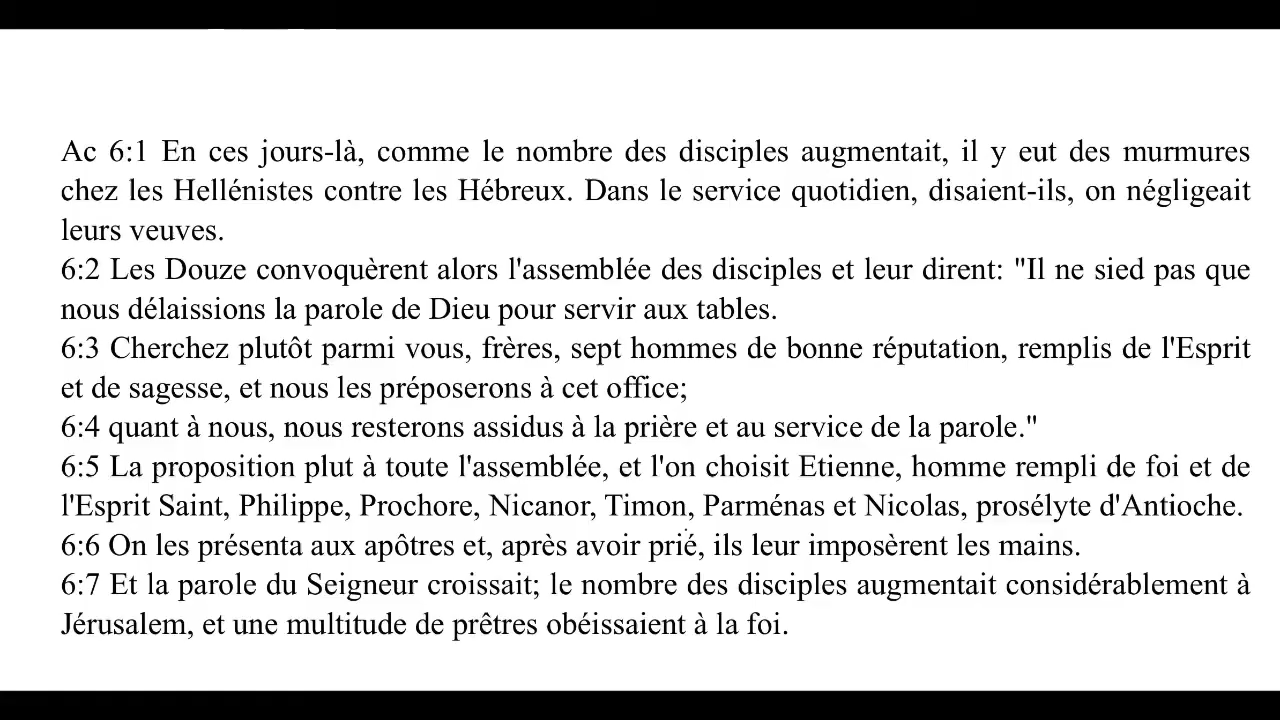 Ac 6:1 En ces jours-là, comme le nombre des disciples augmentait, il y eut des murmures
chez les Hellénistes contre les Hébreux. Dans le service quotidien, disaient-ils, on négligeait
leurs veuves.
6:2 Les Douze convoquèrent alors l'assemblée des disciples et leur dirent: "Il ne sied pas que
nous délaissions la parole de Dieu pour servir aux tables.
6:3 Cherchez plutôt parmi vous, frères, sept hommes de bonne réputation, remplis de l'Esprit
et de sagesse, et nous les préposerons à cet office;
6:4 quant à nous, nous resterons assidus à la prière et au service de la parole."
6:5 La proposition plut à toute l'assemblée, et l'on choisit Etienne, homme rempli de foi et de
l'Esprit Saint, Philippe, Prochore, Nicanor, Timon, Parménas et Nicolas, prosélyte d'Antioche.
6:6 On les présenta aux apôtres et, après avoir prié, ils leur imposèrent les mains.
6:7 Et la parole du Seigneur croissait; le nombre des disciples augmentait considérablement à
Jérusalem, et une multitude de prêtres obéissaient à la foi.